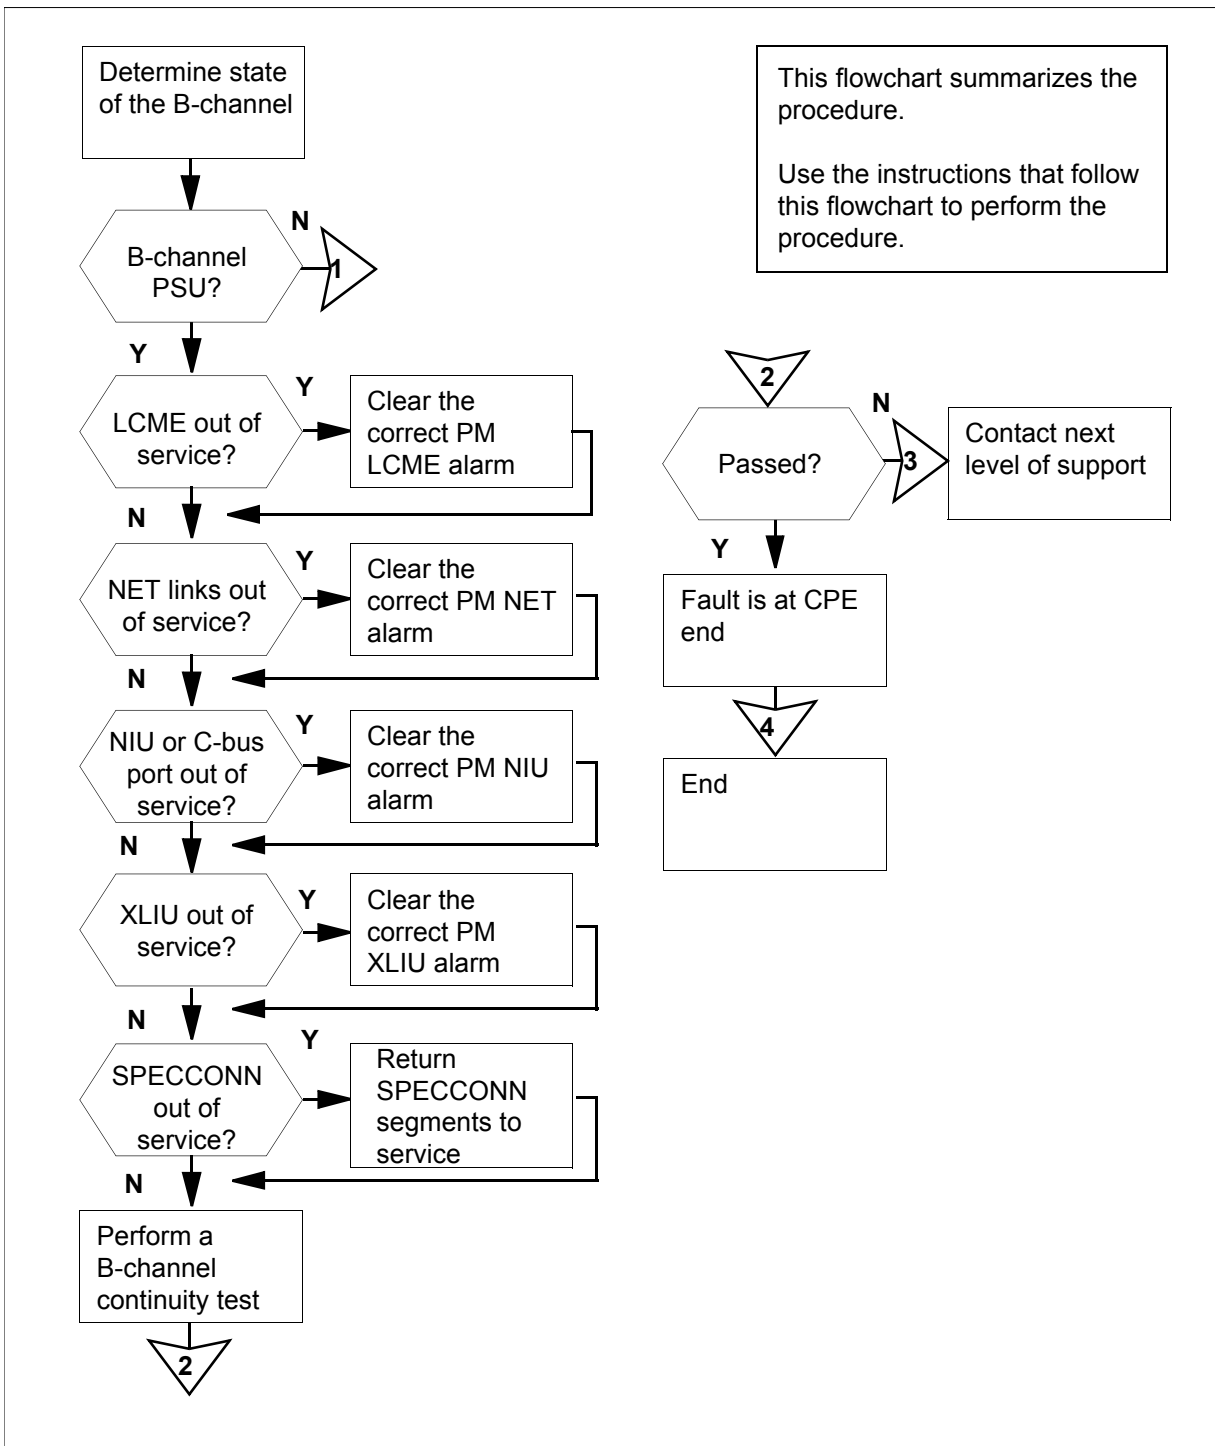 Determine state
of the B-channel
This flowchart summarizes the
procedure.
Use the instructions that follow
this flowchart to perform the
procedure.
N
B-channel
PSU?
1
Y
LCME out of
service?
Y
Clear the
correct PM
LCME alarm
N
NET links out
of service?
Y
Clear the
correct PM NET
alarm
N
NIU or C-bus
port out of
service?
Y
Clear the
correct PM NIU
alarm
N
XLIU out of
service?
Y
Clear the
correct PM
XLIU alarm
N
SPECCONN
out of
service?
Y
Return
SPECCONN
segments to
service
N
Perform a
B-channel
continuity test
2
2
Passed?
N
3
Contact next
level of support
Y
Fault is at CPE
end
4
End